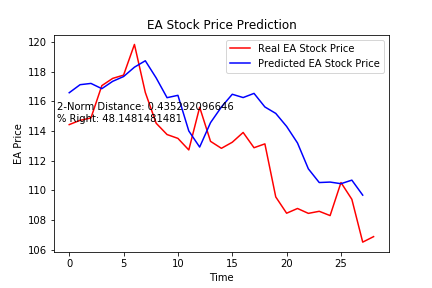 EA Stock Price Prediction
Real EA Stock Price
Predicted EA Stock Price
2-Norm Distance: 0.435292096646
% Right: 48.1481481481
EA Price
120
118
116
114
112
110
108
106
0 5 10 15 20 25
Time